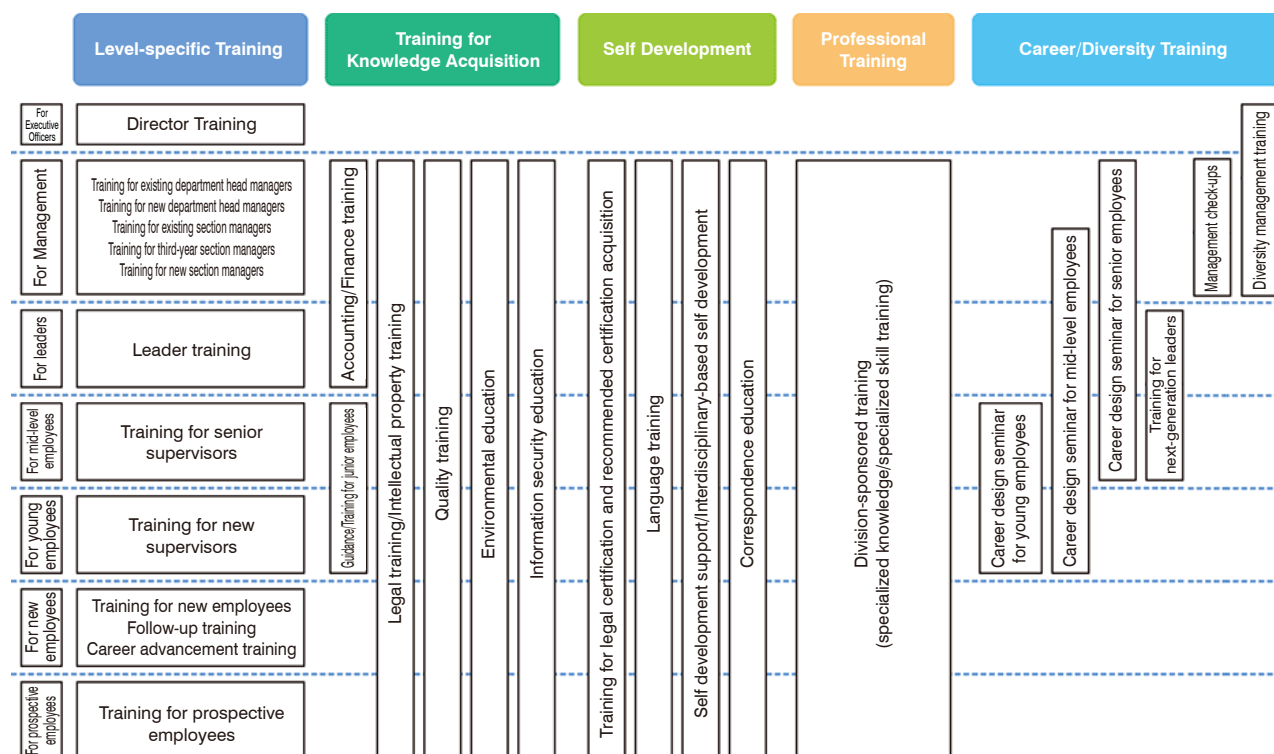 Level-specific Training
Training for
Knowledge Acquisition
Self Development
Professional
Training
Career/Diversity Training
For
Executive
Officers
Director Training
For Management
Training for existing department head managers
Training for new department head managers
Training for existing section managers
Training for third-year section managers
Training for new section managers
For leaders
Leader training
For mid-level
employees
Training for senior
supervisors
For young
employees
Training for new
supervisors
For new
employees
Training for new employees
Follow-up training
Career advancement training
For prospective
employees
Training for prospective
employees
Accounting/Finance training
Guidance/Training for junior employees
Legal training/Intellectual property training
Quality training
Environmental education
Information security education
Training for legal certification and recommended certification acquisition
Language training
Self development support/Interdisciplinary-based self development
Correspondence education
Division-sponsored training
(specialized knowledge/specialized skill training)
Career design seminar
for young employees
Career design seminar for mid-level employees
Career design seminar for senior employees
Training for
next-generation leaders
Management check-ups
Diversity management training